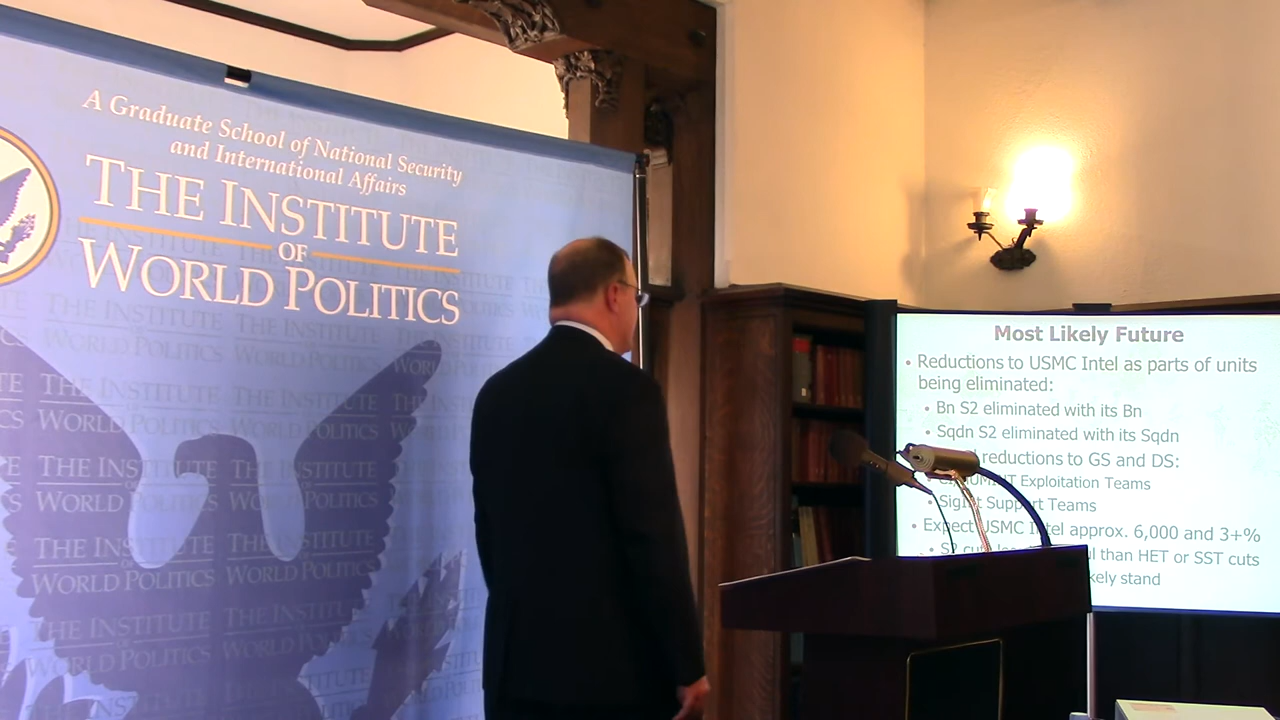 A Graduate School of National Security
and International Affairs
THE INSTITUTE
OF
WORLD POLITICS
Most Likely Future
• Reductions to USMC Intel as parts of units
being eliminated:
• Bn S2 eliminated with its Bn
• Sqdn S2 eliminated with its Sqdn
reductions to GS and DS:
Exploitation Teams
• SigInt Support Teams
• Expect USMC Intel approx. 6,000 and 3+%
• S2 than HET or SST cuts
stand